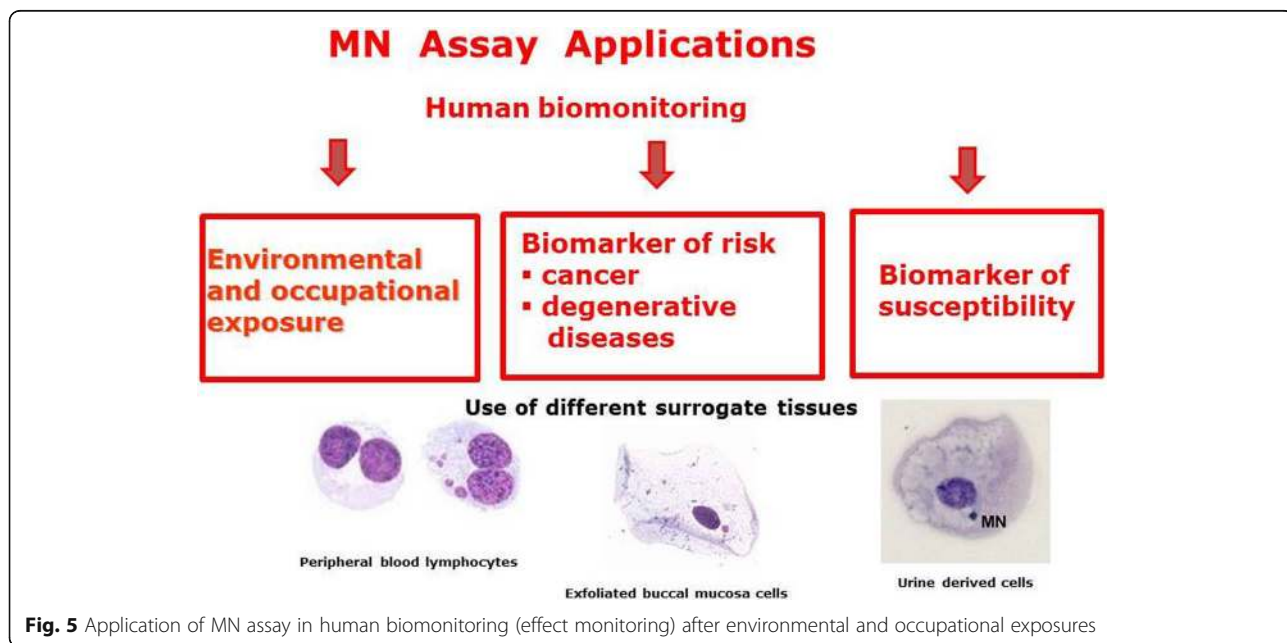 MN Assay Applications
Human biomonitoring
Environmental
and occupational
exposure
Biomarker of risk
▪ cancer
▪ degenerative
diseases
Biomarker of
susceptibility
Use of different surrogate tissues
MN
Peripheral blood lymphocytes
Exfoliated buccal mucosa cells
Urine derived cells
Fig. 5 Application of MN assay in human biomonitoring (effect monitoring) after environmental and occupational exposures